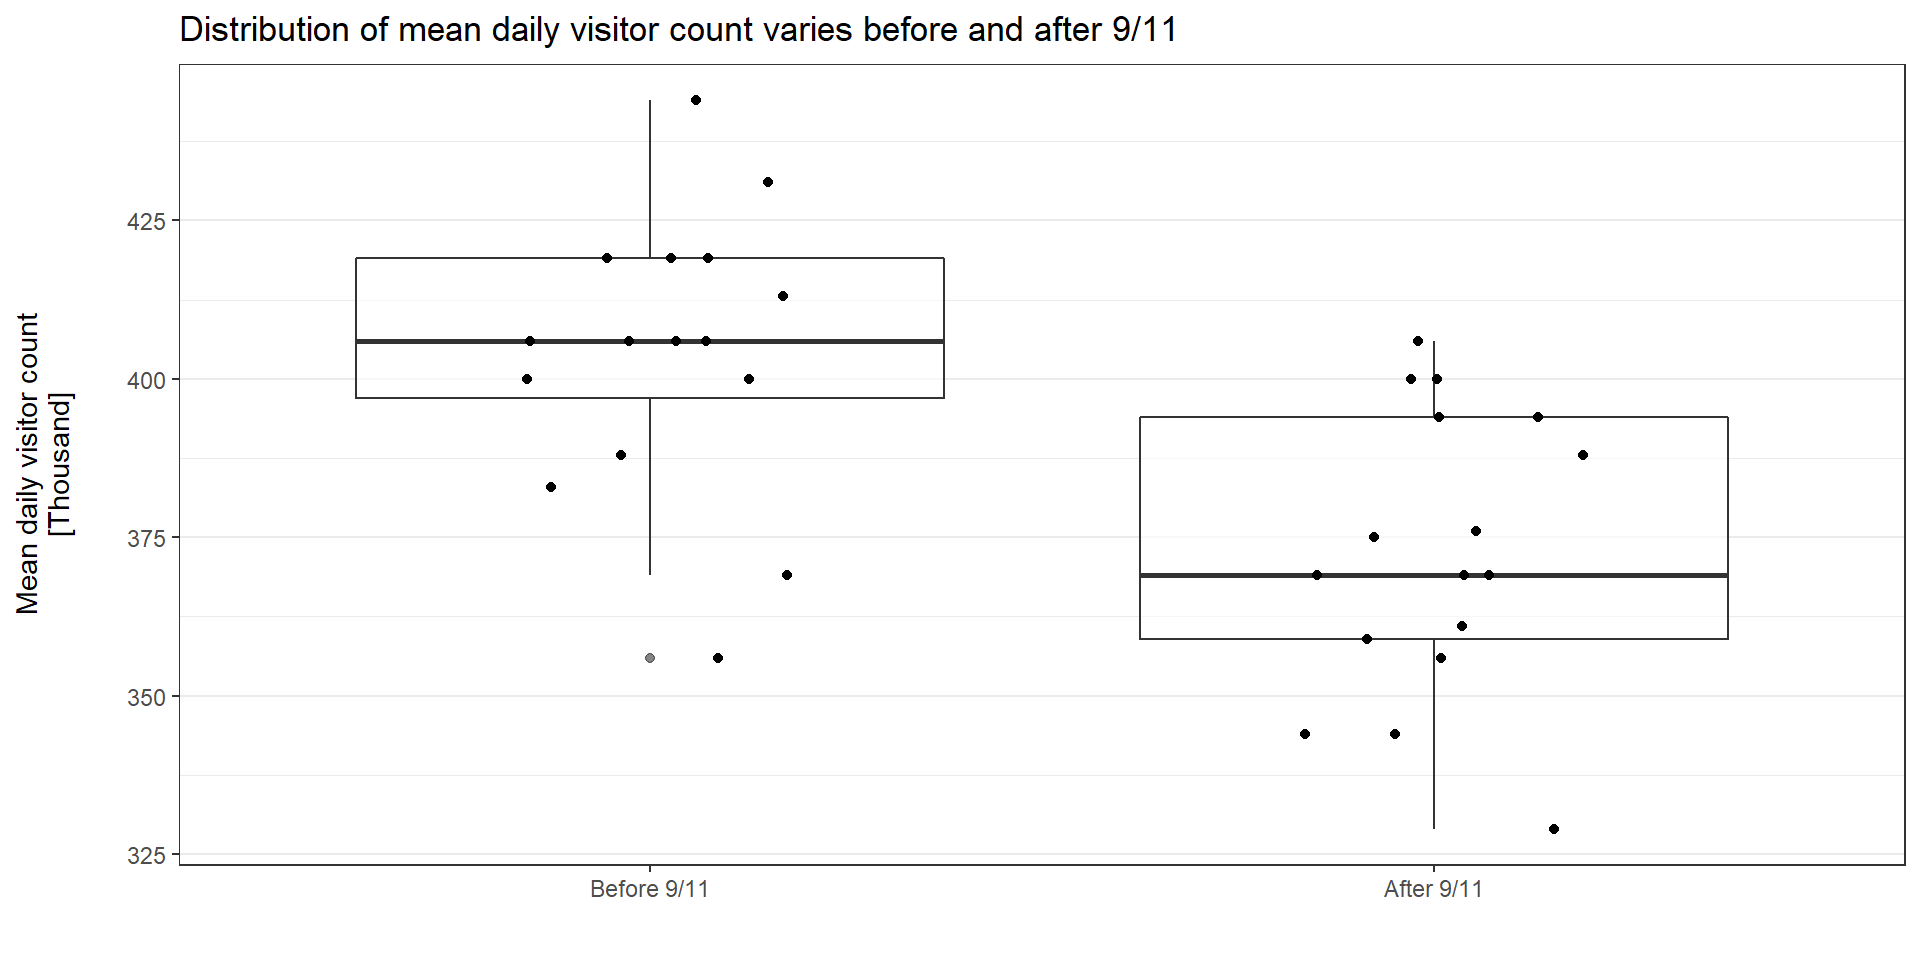 Distribution of mean daily visitor count varies before and after 9/11
Mean daily visitor count
[Thousand]
425
400
375
350
325
Before 9/11
After 9/11